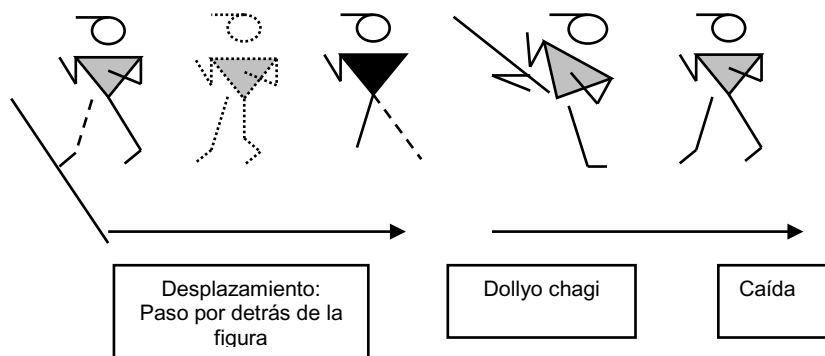 Desplazamiento:
Paso por detrás de la
figura
Dollyo chagi
Caída